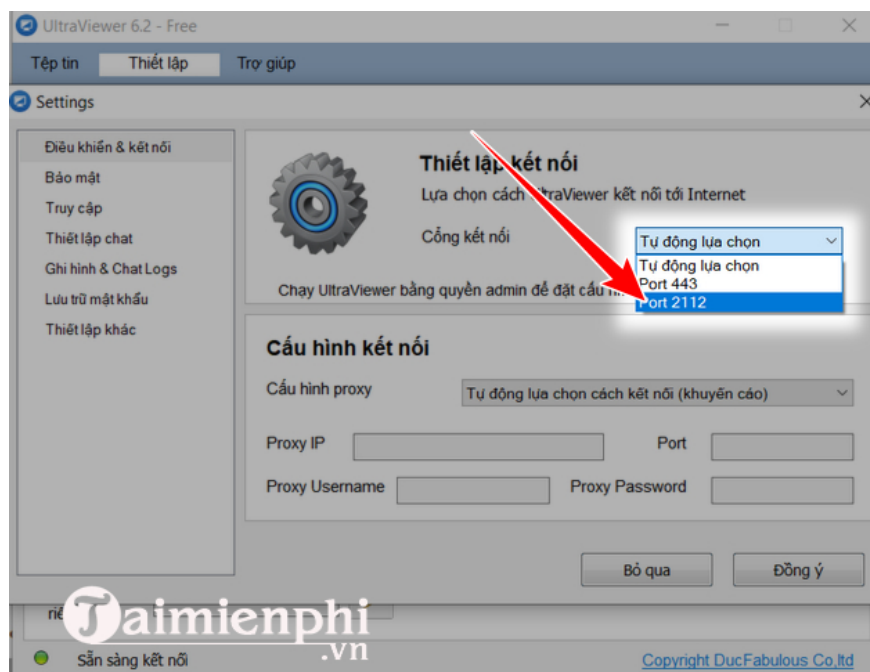 UltraViewer 6.2 - Free
Tệp tin Thiết lập Trợ giúp
Settings
Điều khiển & kết nối
Bảo mật
Truy cập
Thiết lập chat
Ghi hình & Chat Logs
Lưu trữ mật khẩu
Thiết lập khác
Thiết lập kết nối
Lựa chọn cách UltraViewer kết nối tới Internet
Cổng kết nối
Tự động lựa chọn
Tự động lựa chọn
Port 443
Port 2112
Chạy UltraViewer bằng quyền admin để đặt cấu
Cấu hình kết nối
Cấu hình proxy Tự động lựa chọn cách kết nối (khuyến cáo)
Proxy IP Port
Proxy Username Proxy Password
Bỏ qua Đồng ý
Taimienphi
.vn
Sẵn sàng kết nối
Copyright DucFabulous Co,ltd